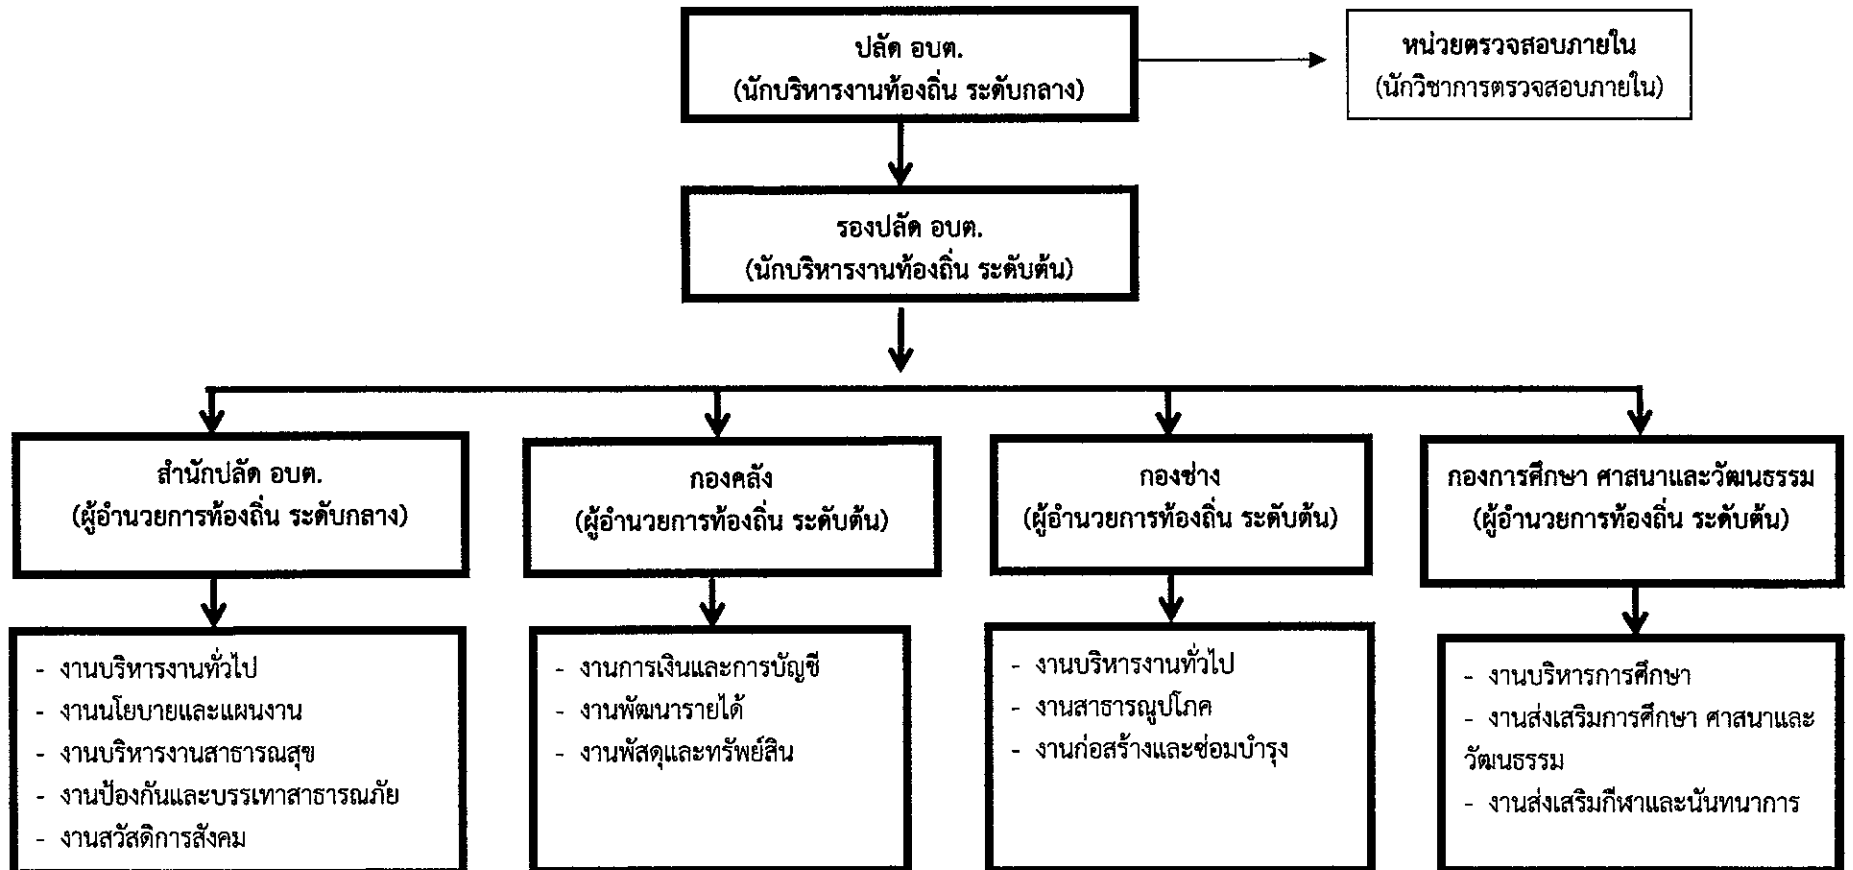 ปลัด อบต.
(นักบริหารงานท้องถิ่น ระดับกลาง)
หน่วยตรวจสอบภายใน
(นักวิชาการตรวจสอบภายใน)
รองปลัด อบต.
(นักบริหารงานท้องถิ่น ระดับต้น)
สำนักปลัด อบต.
(ผู้อำนวยการท้องถิ่น ระดับกลาง)
กองคลัง
(ผู้อำนวยการท้องถิ่น ระดับต้น)
กองช่าง
(ผู้อำนวยการท้องถิ่น ระดับต้น)
กองการศึกษา ศาสนาและวัฒนธรรม
(ผู้อำนวยการท้องถิ่น ระดับต้น)
- งานบริหารงานทั่วไป
- งานนโยบายและแผนงาน
- งานบริหารงานสาธารณสุข
- งานป้องกันและบรรเทาสาธารณภัย
- งานสวัสดิการสังคม
- งานการเงินและการบัญชี
- งานพัฒนารายได้
- งานพัสดุและทรัพย์สิน
- งานบริหารงานทั่วไป
- งานสาธารณูปโภค
- งานก่อสร้างและซ่อมบำรุง
- งานบริหารการศึกษา
- งานส่งเสริมการศึกษา ศาสนาและ
วัฒนธรรม
- งานส่งเสริมกีฬาและนันทนาการ